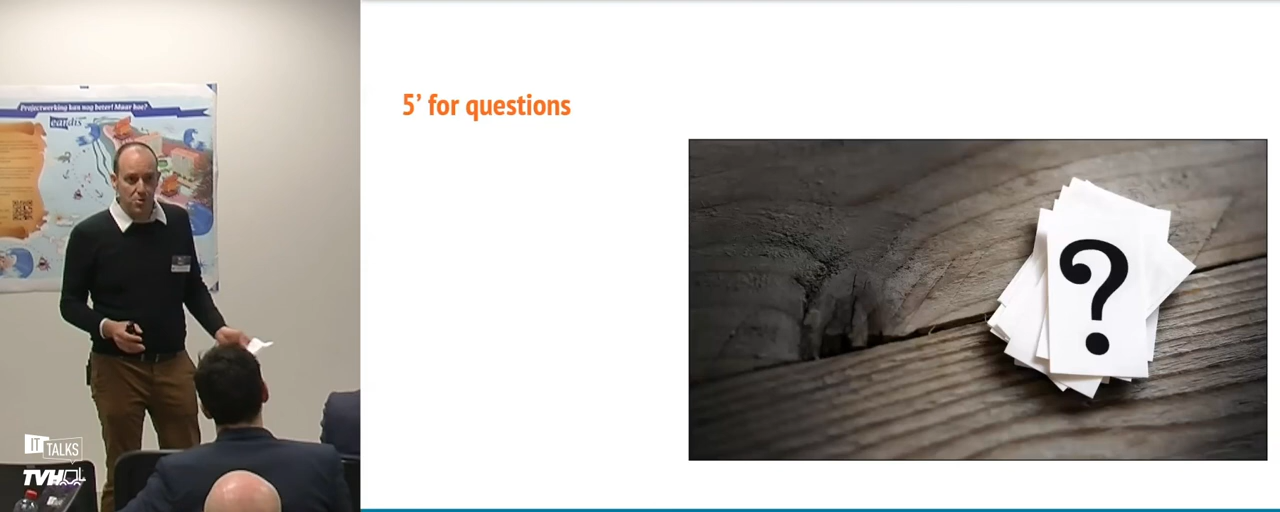 Projectwerking kan nog beter! Maar hoe?
eandis
IT TALKS
TVH
5’ for questions
?